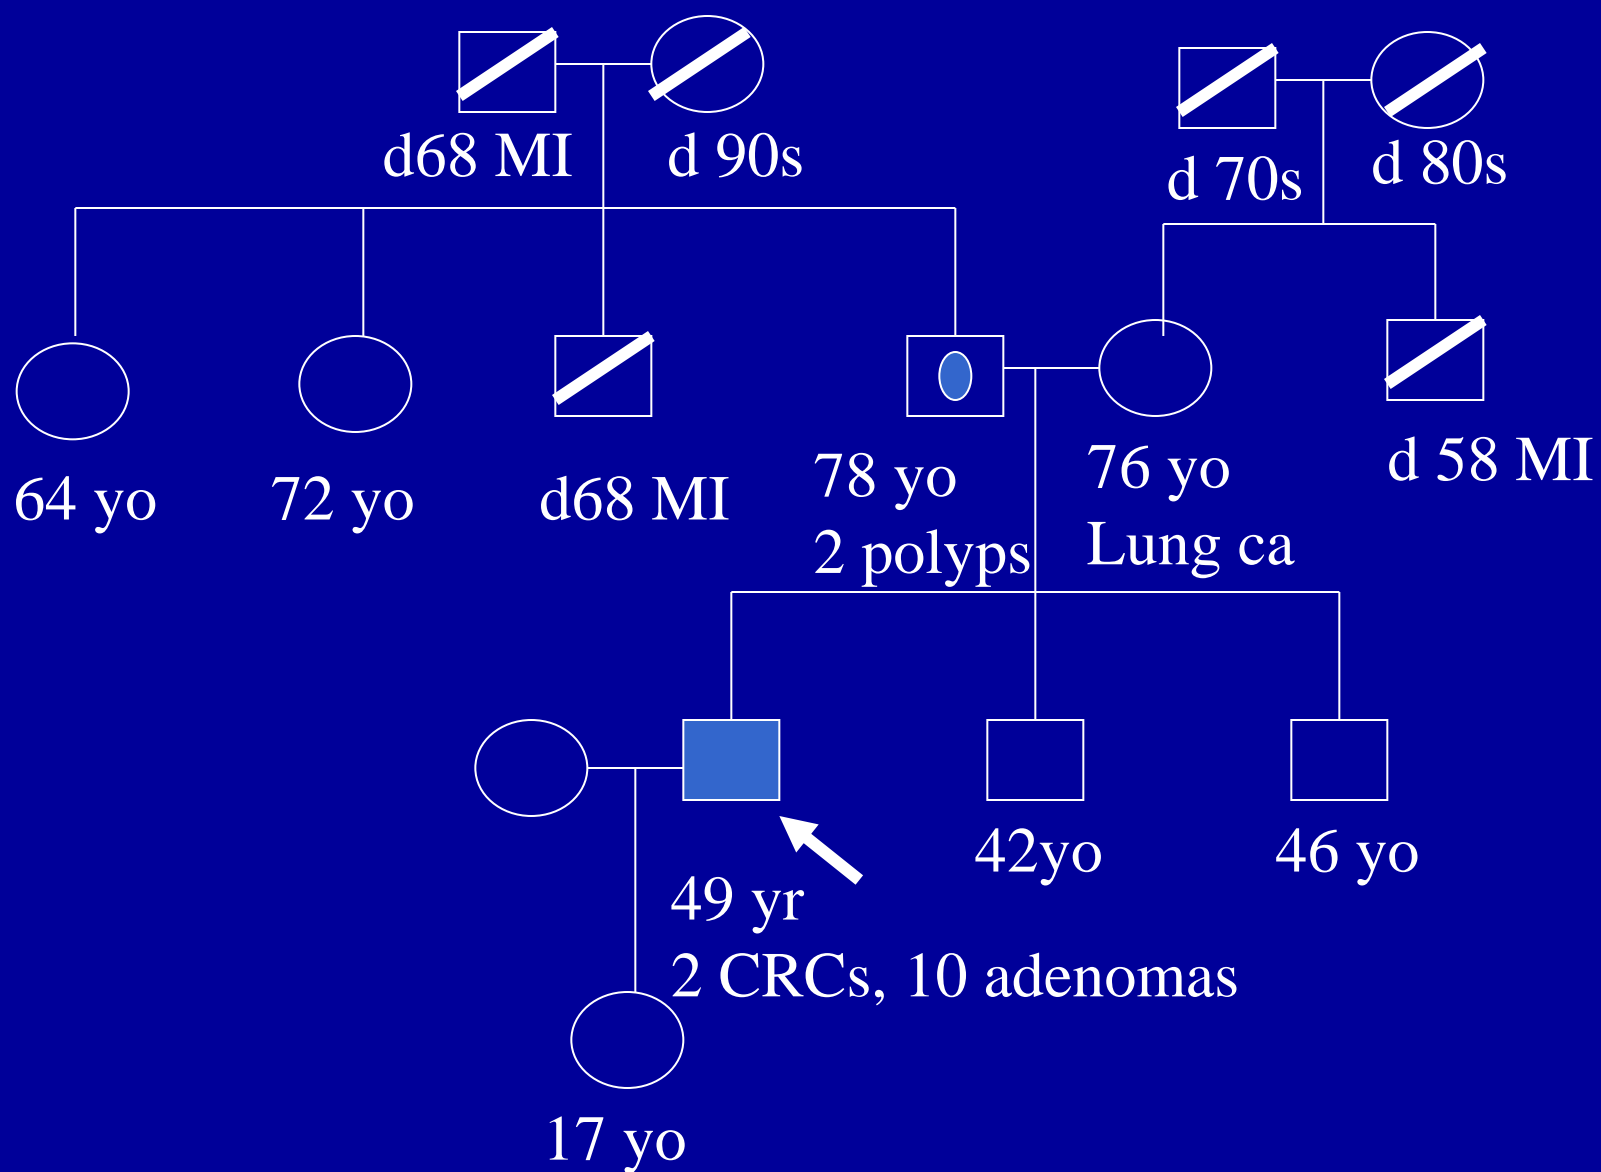 d68 MI
d 90s
d 70s
d 80s
64 yo
72 yo
d68 MI
78 yo
2 polyps
76 yo
Lung ca
d 58 MI
49 yr
2 CRCs, 10 adenomas
42yo
46 yo
17 yo